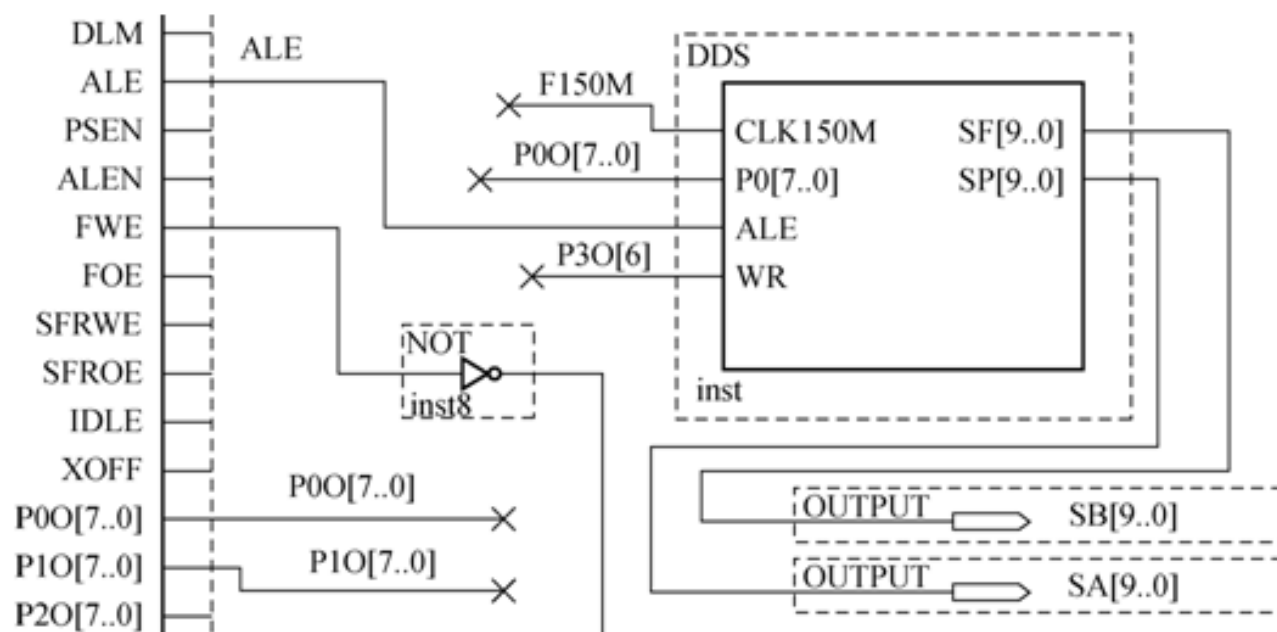 DLM
ALE
ALE
PSEN
ALEN
FWE
FOE
SFRWE
SFROE
IDLE
XOFF
P0O[7..0]
P1O[7..0]
P2O[7..0]
NOT
inst8
P0O[7..0]
P1O[7..0]
F150M
P0O[7..0]
P3O[6]
DDS
CLK150M
SF[9..0]
P0[7..0]
SP[9..0]
ALE
WR
inst
OUTPUT
SB[9..0]
OUTPUT
SA[9..0]